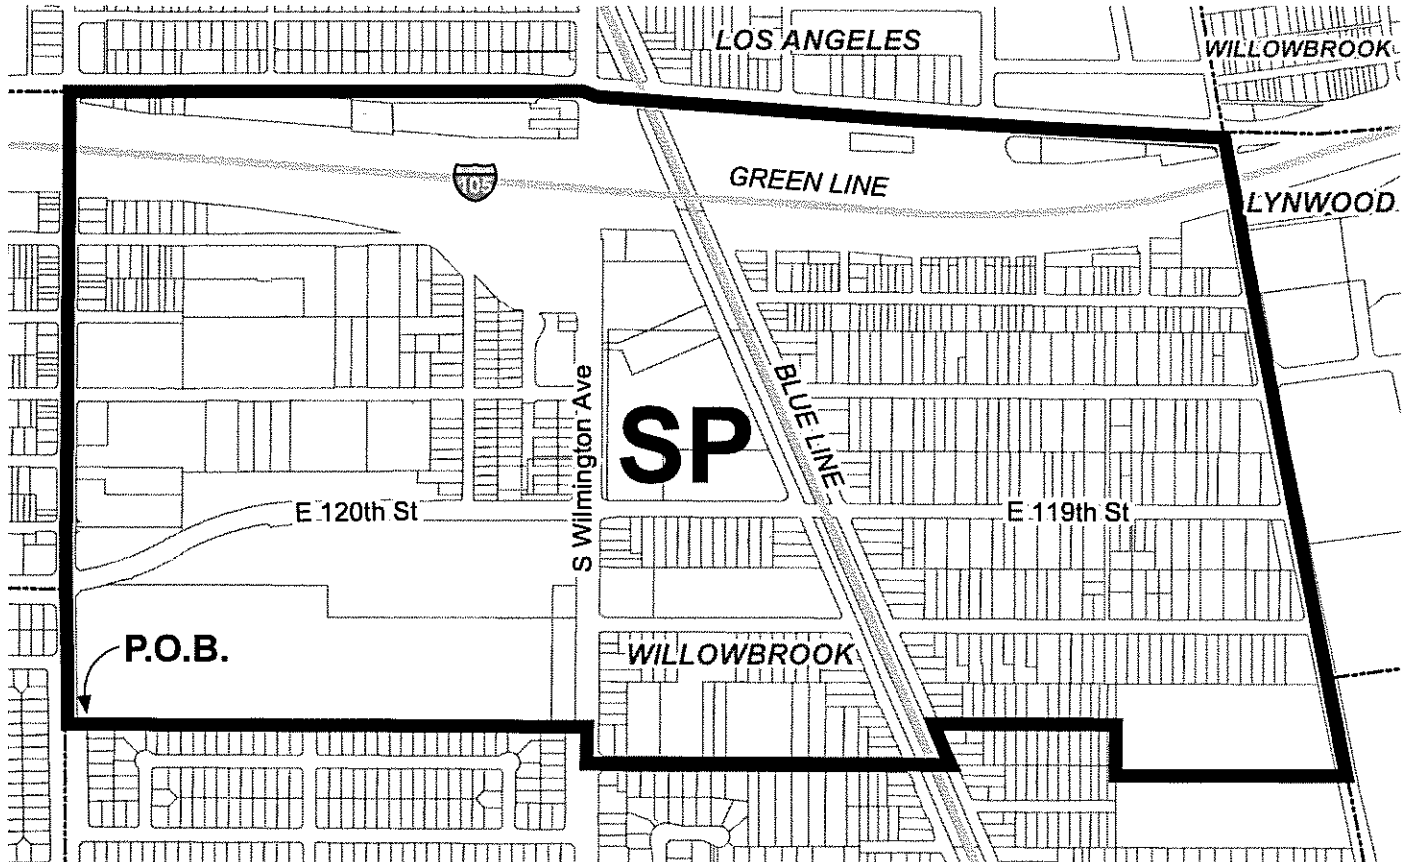 LOS ANGELES
WILLOWBROOK
105
GREEN LINE
LYNWOOD
S Wilmington Ave
SP
BLUE LINE
E 120th St
E 119th St
P.O.B.
WILLOWBROOK